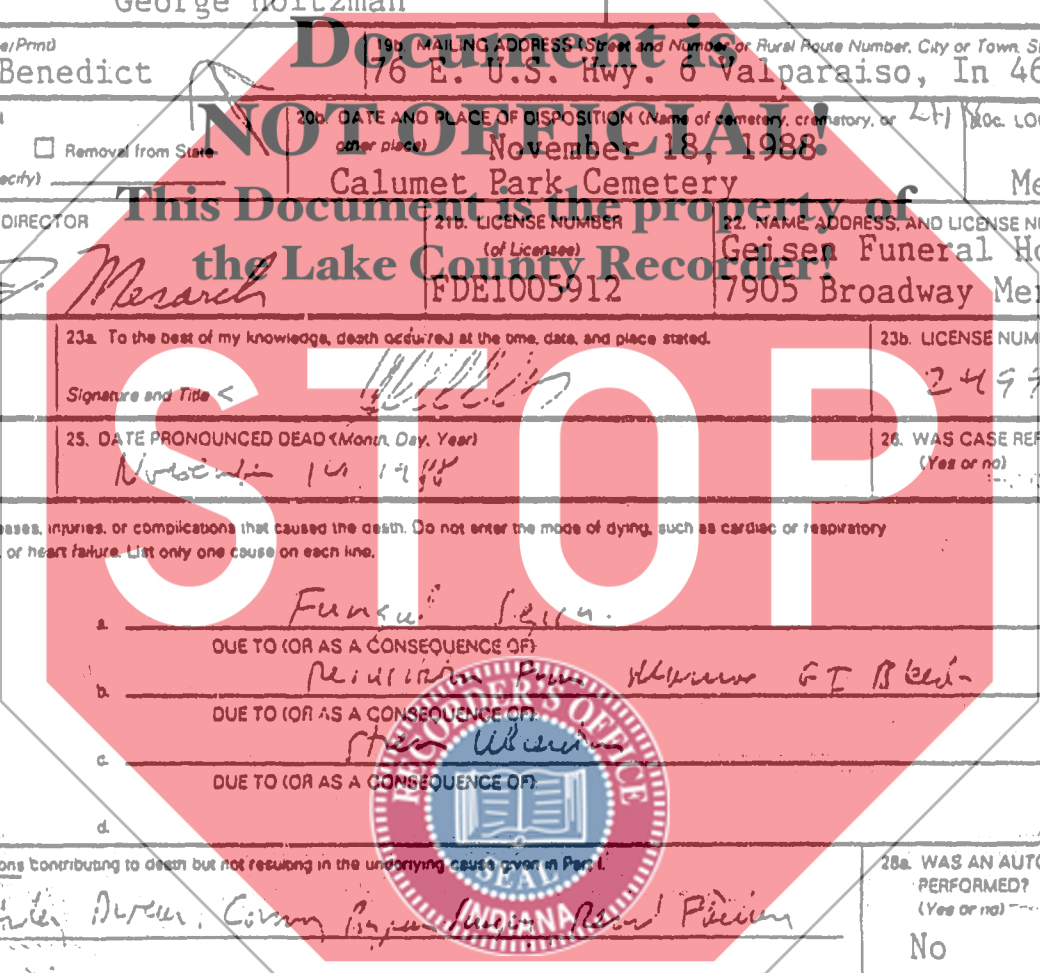 George Holtzman
Document is
e/Print)
19b. MAILING ADDRESS (Street and Number or Rural Route Number, City or Town, S
Benedict
76 E. U.S. Hwy. 6 Valparaiso, In 46
NOT OFFICIAL!
20b. DATE AND PLACE OF DISPOSITION (Name of cemetery, crematory, or
20c. LO
Removal from State
other place)
November 18, 1988
ecify)
Calumet Park Cemetery
Me
This Document is the property of
DIRECTOR
21b. LICENSE NUMBER
22. NAME, ADDRESS, AND LICENSE NU
(of Licensee)
Geisen Funeral Ho
the Lake County Recorder!
Mesarch
FDE1005912
7905 Broadway Mer
23a. To the best of my knowledge, death occurred at the time, date, and place stated.
23b. LICENSE NUM
Signature and Title
2497
25. DATE PRONOUNCED DEAD (Month, Day, Year)
26. WAS CASE REF
(Yes or no)
November 14 1988
STOP
eases, injuries, or complications that caused the death. Do not enter the mode of dying, such as cardiac or respiratory
, or heart failure. List only one cause on each line.
a.
DUE TO (OR AS A CONSEQUENCE OF):
b.
GI Bleed
DUE TO (OR AS A CONSEQUENCE OF):
c.
DUE TO (OR AS A CONSEQUENCE OF):
d.
RECORDER'S OFFICE
SEAL
INDIANA
ons contributing to death but not resulting in the underlying cause given in Part I.
28a. WAS AN AUTO
PERFORMED?
(Yes or no)
No